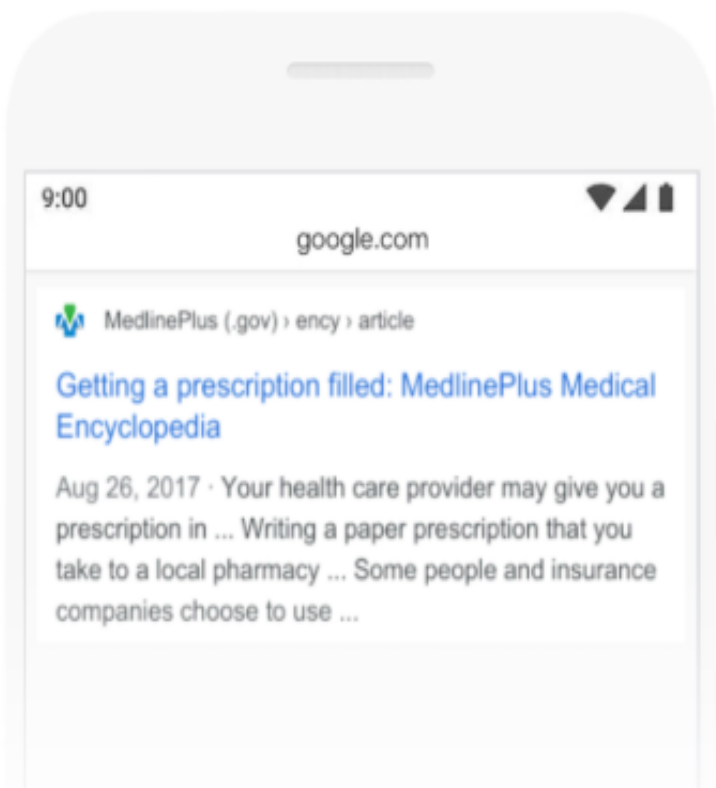 9:00
google.com
MedlinePlus (.gov) › ency › article
Getting a prescription filled: MedlinePlus Medical
Encyclopedia
Aug 26, 2017 · Your health care provider may give you a
prescription in ... Writing a paper prescription that you
take to a local pharmacy ... Some people and insurance
companies choose to use ...